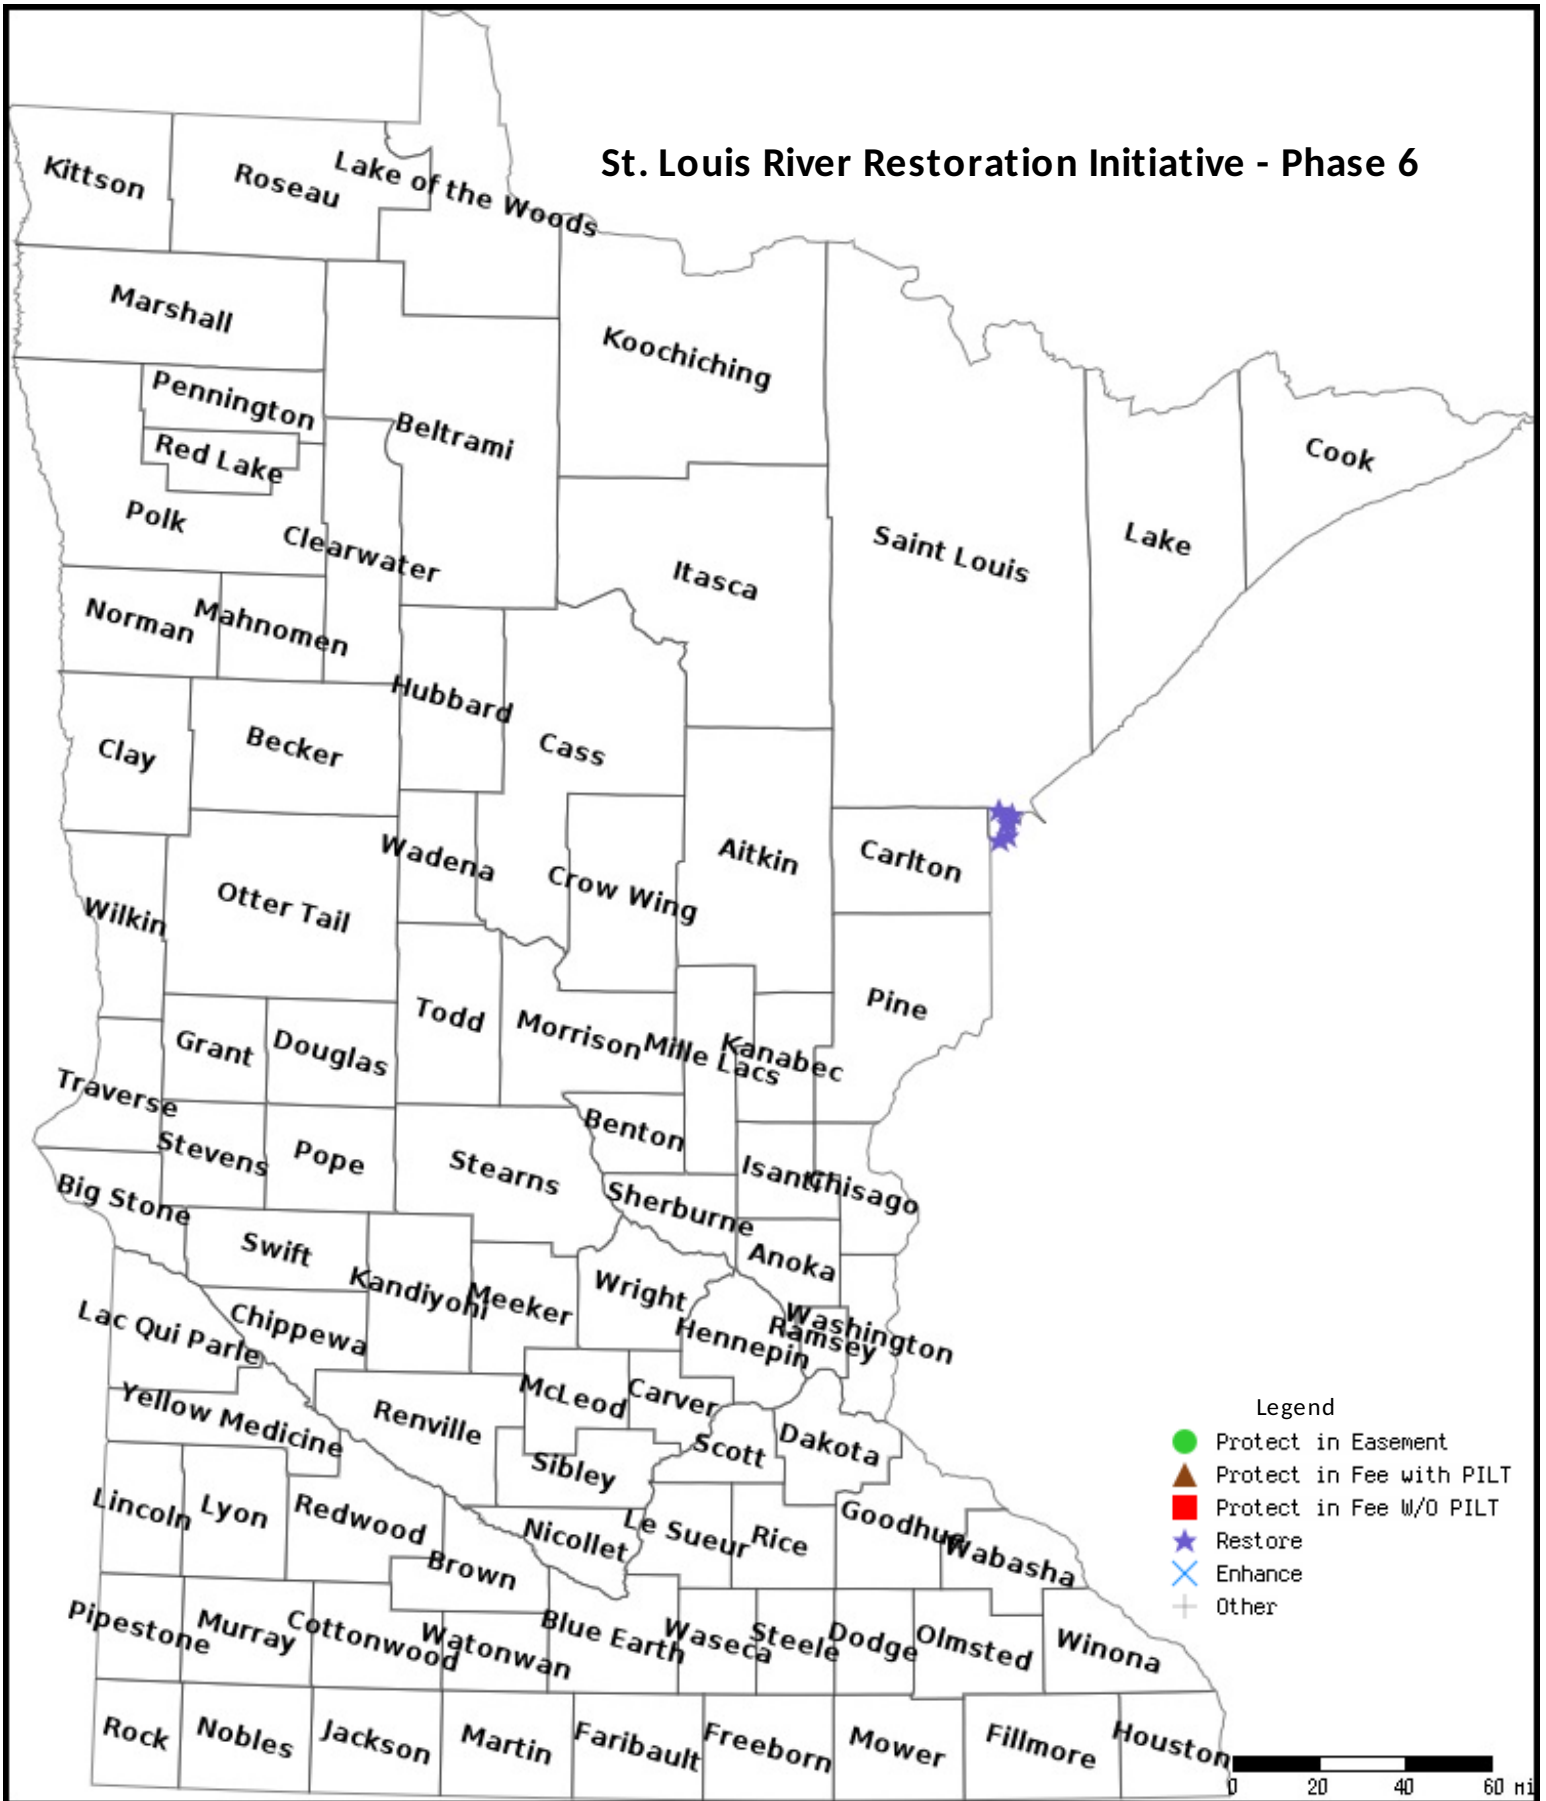 St. Louis River Restoration Initiative - Phase 6
Kittson
Roseau
Lake of the Woods
Marshall
Koochiching
Pennington
Beltrami
Red Lake
Cook
Polk
Clearwater
Saint Louis
Lake
Itasca
Norman
Mahnomen
Hubbard
Clay
Becker
Cass
Wadena
Aitkin
Carlton
Crow Wing
Otter Tail
Wilkin
Pine
Todd
Morrison
Mille Lacs
Kanabec
Grant
Douglas
Traverse
Benton
Stevens
Pope
Stearns
Isanti
Chisago
Big Stone
Sherburne
Swift
Anoka
Kandiyohi
Meeker
Wright
Lac Qui Parle
Chippewa
Hennepin
Ramsey
Washington
McLeod
Carver
Yellow Medicine
Renville
Scott
Dakota
Sibley
Legend
Protect in Easement
Protect in Fee with PILT
Protect in Fee W/O PILT
Restore
Enhance
Other
Lincoln
Lyon
Redwood
Nicollet
Le Sueur
Rice
Goodhue
Wabasha
Brown
Pipestone
Murray
Cottonwood
Watonwan
Blue Earth
Waseca
Steele
Dodge
Olmsted
Winona
Rock
Nobles
Jackson
Martin
Faribault
Freeborn
Mower
Fillmore
Houston
0 20 40 60 Mi